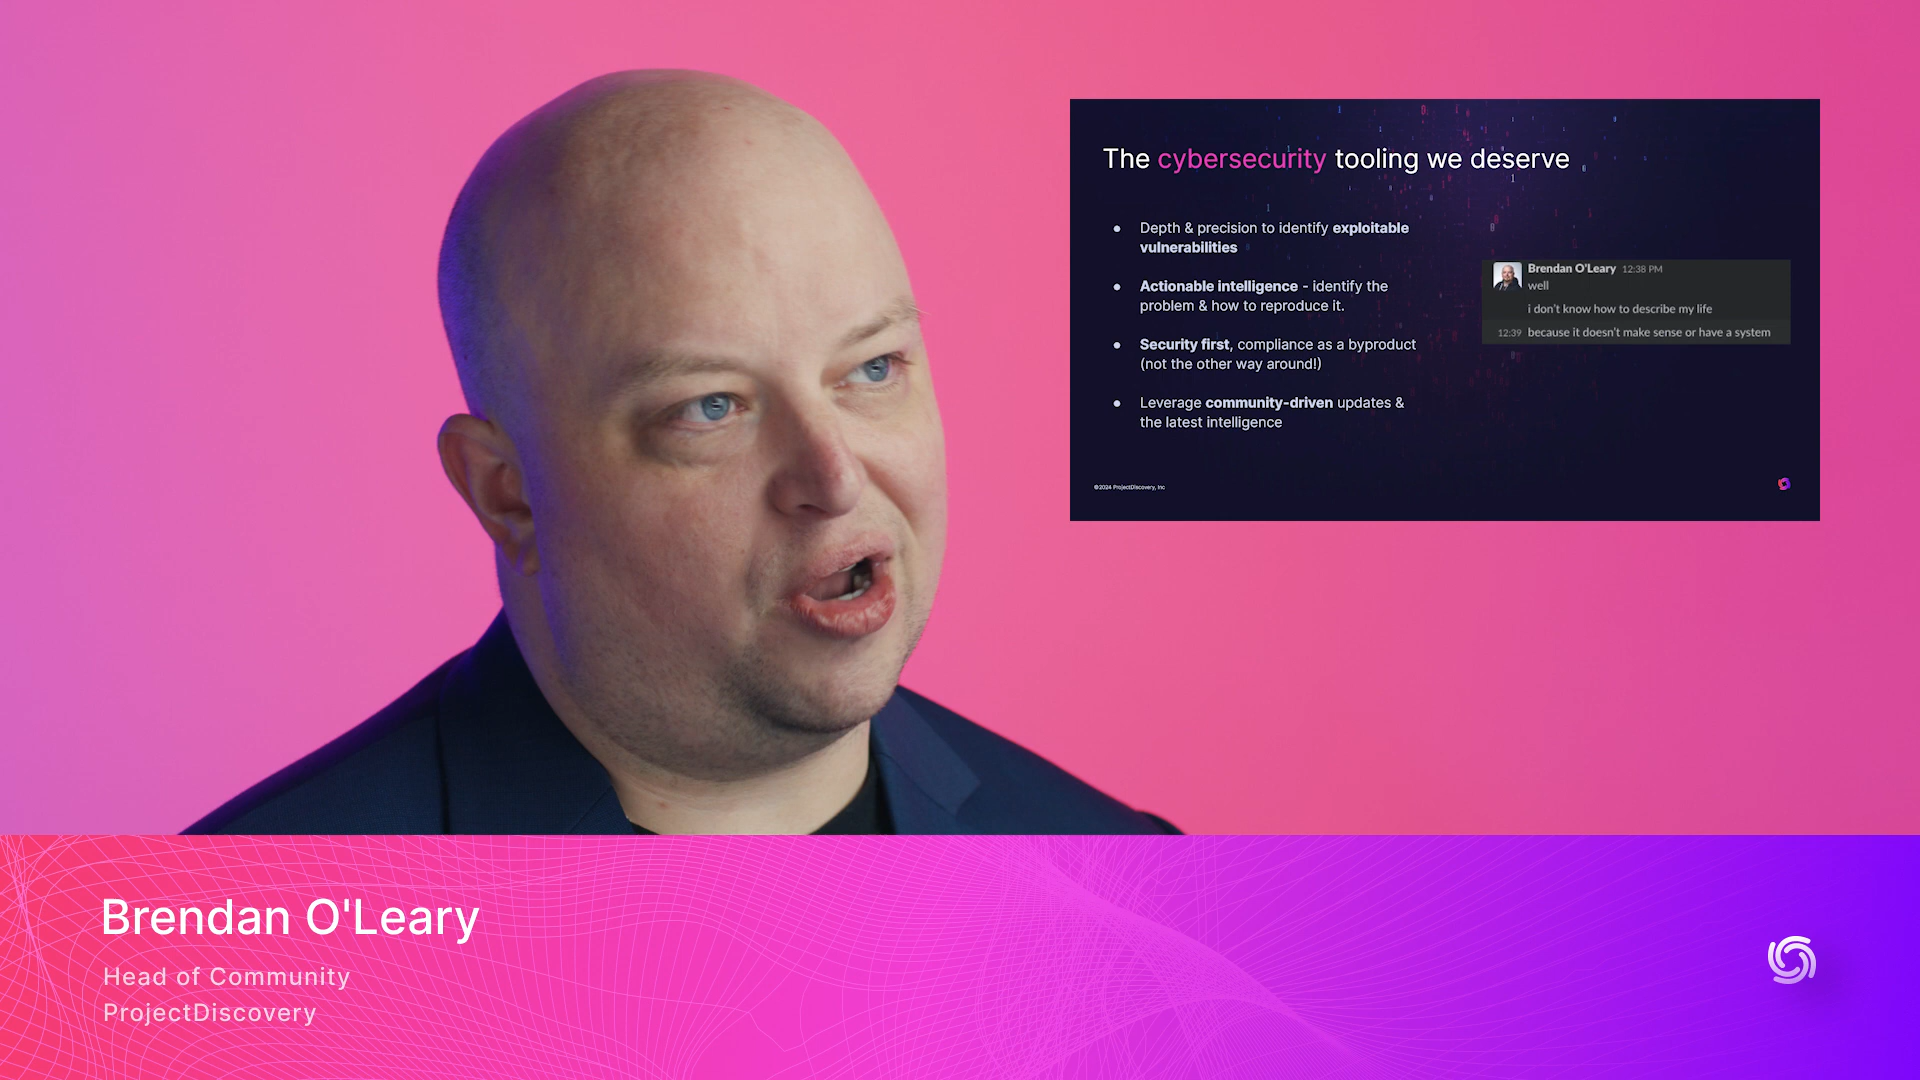 The cybersecurity tooling we deserve
Depth & precision to identify exploitable
vulnerabilities
Actionable intelligence - identify the
problem & how to reproduce it.
Security first, compliance as a byproduct
(not the other way around!)
Leverage community-driven updates &
the latest intelligence
Brendan O'Leary 12:38 PM
well
i don't know how to describe my life
12:39 because it doesn't make sense or have a system
©2024 ProjectDiscovery, Inc
Brendan O'Leary
Head of Community
ProjectDiscovery